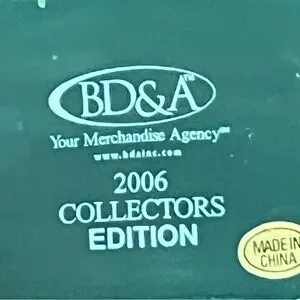 BD&A™
Your Merchandise Agency℠
www.bdainc.com
2006
COLLECTORS
EDITION
MADE IN
CHINA